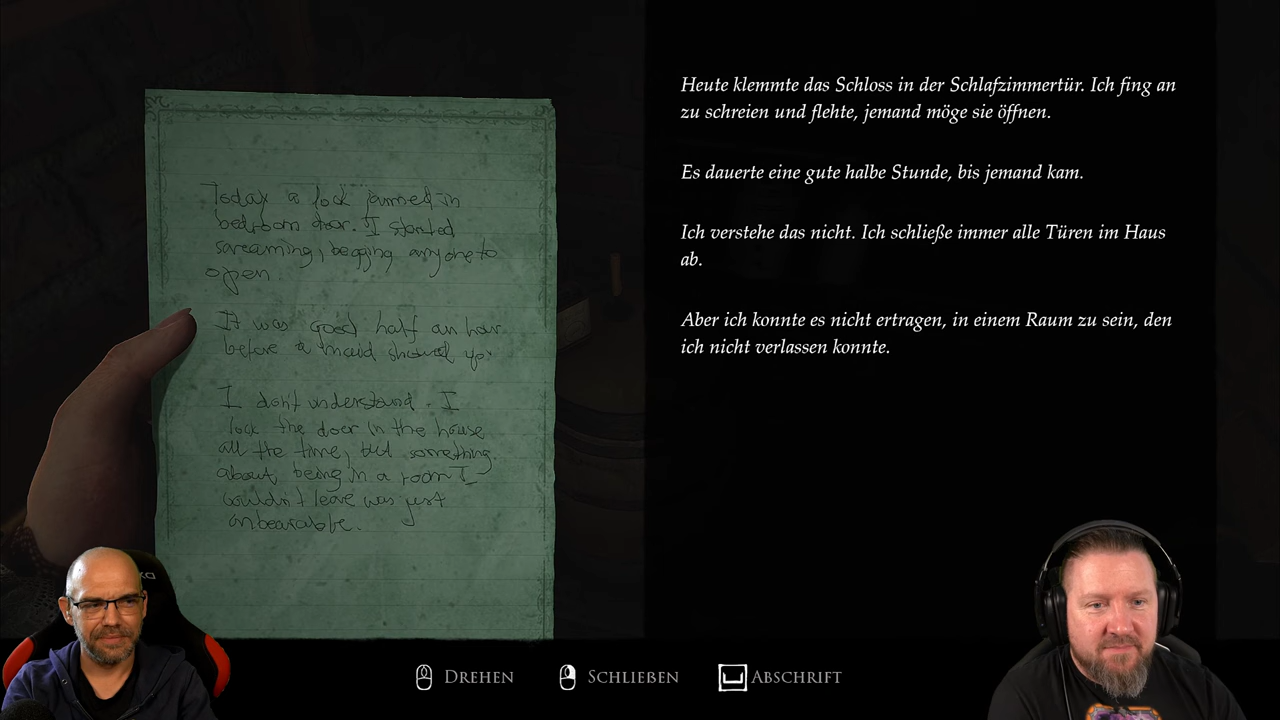 Today a lock jammed in
bedroom door. I started
screaming, begging anyone to
open
It was good half an hour
before a maid showed up.
I don't understand. I
lock the door in the house
all the time, but something
about being in a room I
couldn't leave was just
unbearable.
Heute klemmte das Schloss in der Schlafzimmertür. Ich fing an
zu schreien und flehte, jemand möge sie öffnen.
Es dauerte eine gute halbe Stunde, bis jemand kam.
Ich verstehe das nicht. Ich schließe immer alle Türen im Haus
ab.
Aber ich konnte es nicht ertragen, in einem Raum zu sein, den
ich nicht verlassen konnte.
DREHEN SCHLIEßEN ABSCHRIFT